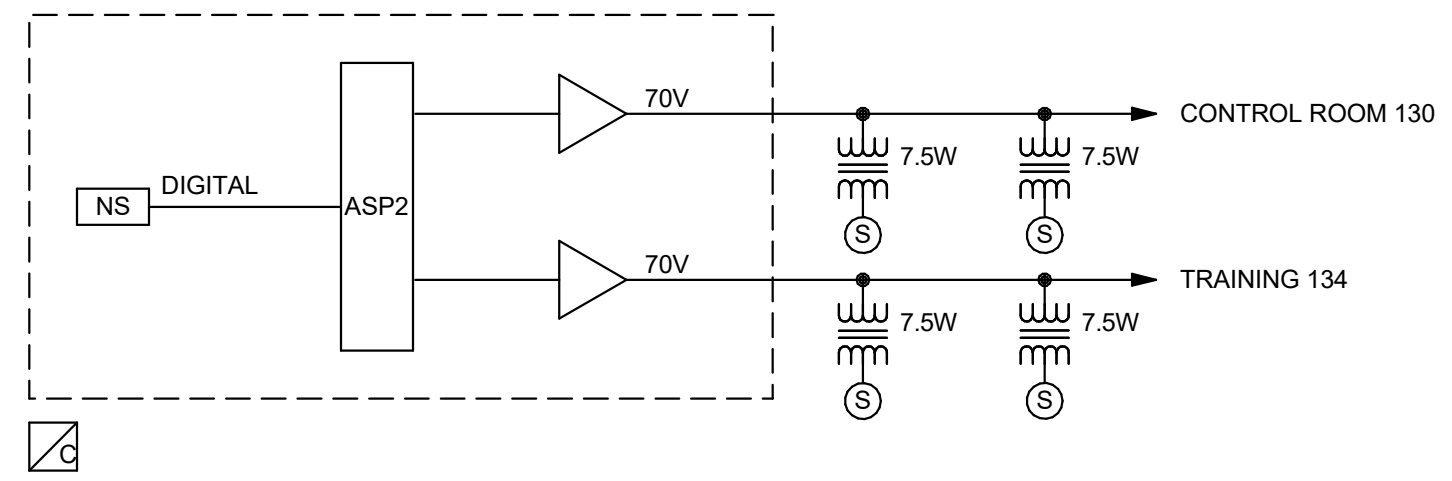 70V
CONTROL ROOM 130
7.5W
7.5W
DIGITAL
NS
ASP2
S
S
70V
TRAINING 134
7.5W
7.5W
S
S
C